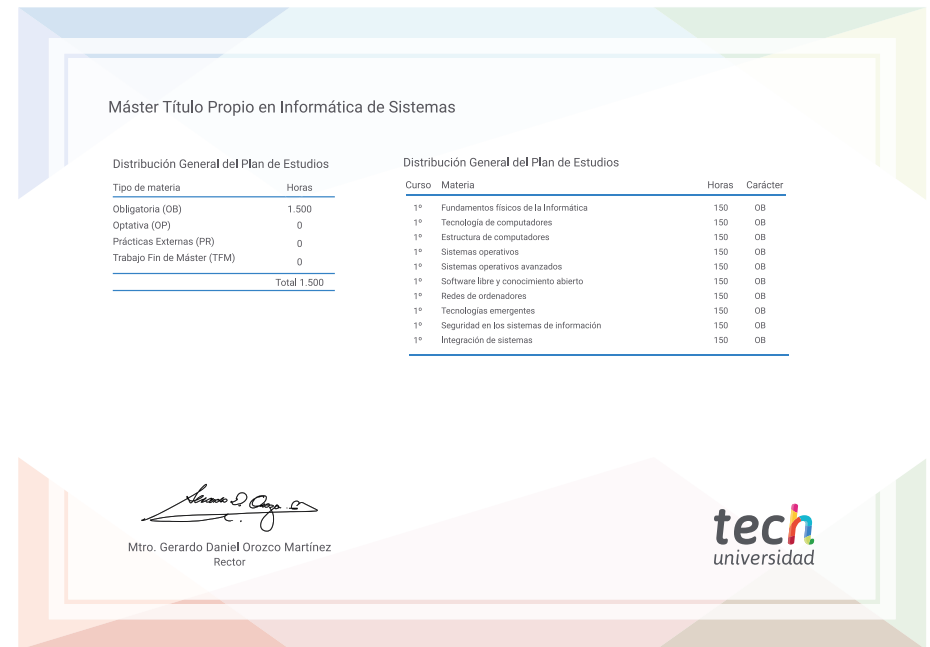 Máster Título Propio en Informática de Sistemas
Distribución General del Plan de Estudios
Tipo de materia Horas
Obligatoria (OB) 1.500
Optativa (OP) 0
Prácticas Externas (PR) 0
Trabajo Fin de Máster (TFM) 0
Total 1.500
Distribución General del Plan de Estudios
Curso Materia Horas Carácter
1º Fundamentos físicos de la Informática 150 OB
1º Tecnología de computadores 150 OB
1º Estructura de computadores 150 OB
1º Sistemas operativos 150 OB
1º Sistemas operativos avanzados 150 OB
1º Software libre y conocimiento abierto 150 OB
1º Redes de ordenadores 150 OB
1º Tecnologías emergentes 150 OB
1º Seguridad en los sistemas de información 150 OB
1º Integración de sistemas 150 OB
Mtro. Gerardo Daniel Orozco Martínez
Rector
tech
universidad